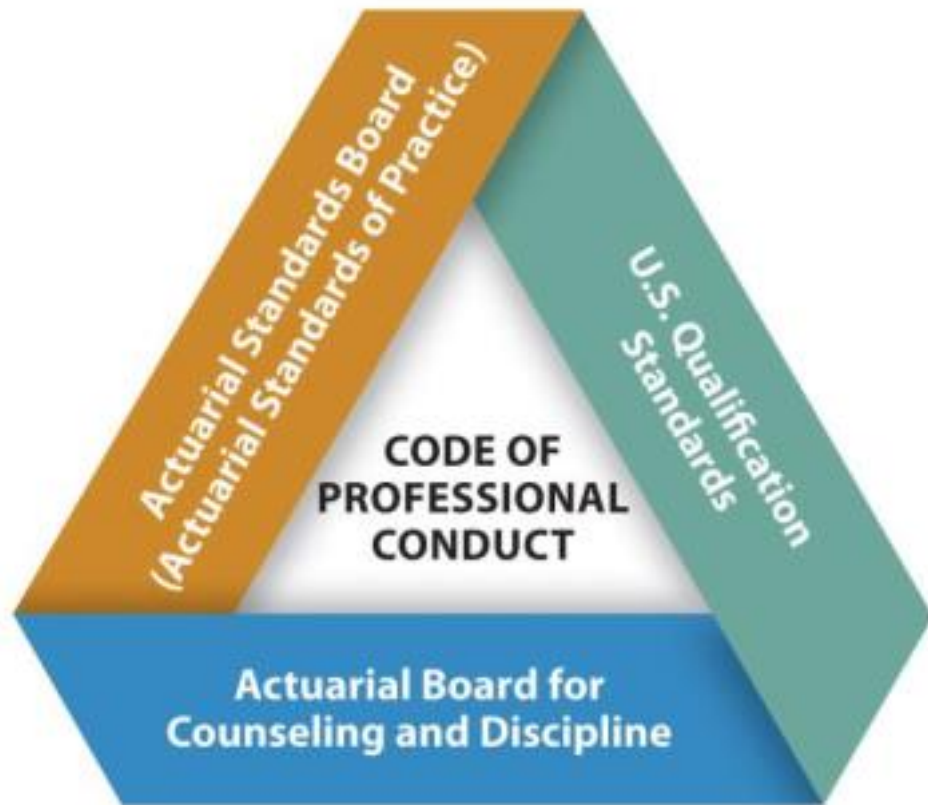 Actuarial Standards Board
(Actuarial Standards of Practice)
U.S. Qualification
Standards
CODE OF
PROFESSIONAL
CONDUCT
Actuarial Board for
Counseling and Discipline